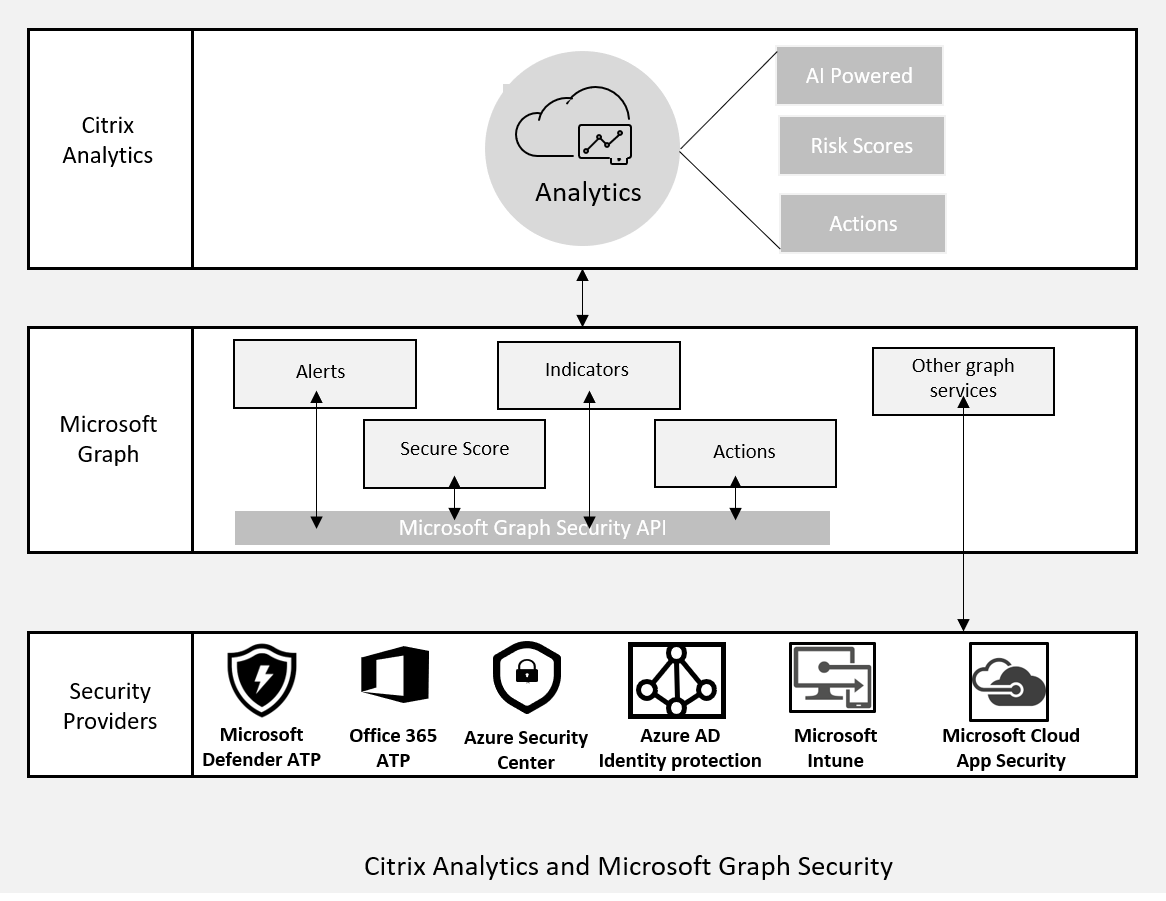 Citrix
Analytics
Analytics
AI Powered
Risk Scores
Actions
Microsoft
Graph
Alerts
Indicators
Other graph
services
Secure Score
Actions
Microsoft Graph Security API
Security
Providers
Microsoft
Defender ATP
Office 365
ATP
Azure Security
Center
Azure AD
Identity protection
Microsoft
Intune
Microsoft Cloud
App Security
Citrix Analytics and Microsoft Graph Security